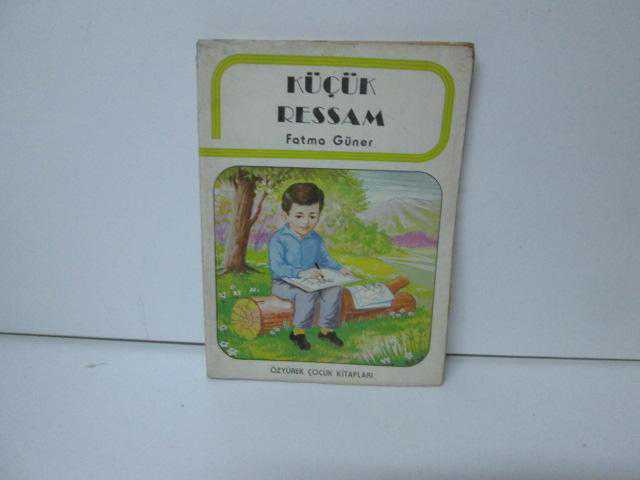 KÜÇÜK
RESSAM
Fatma Güner
ÖZYÜREK ÇOCUK KİTAPLARI